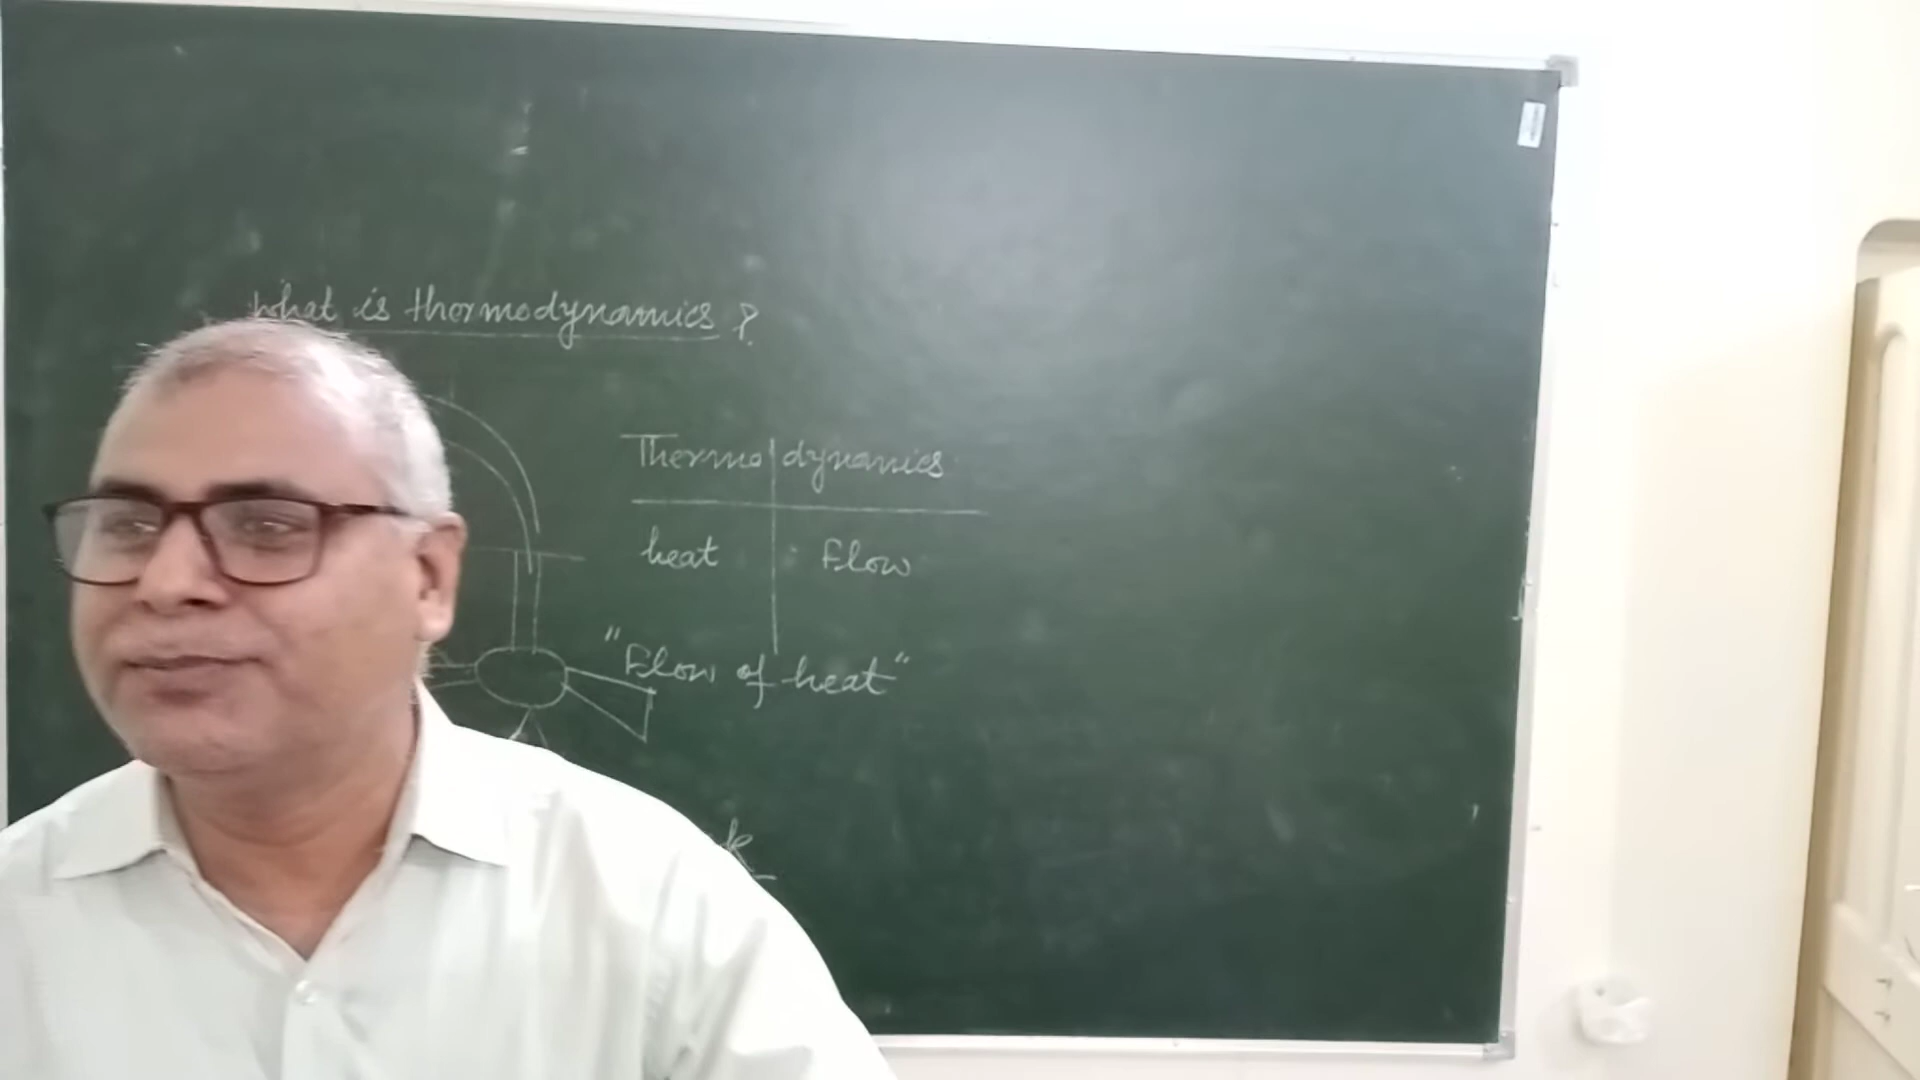 What is thermodynamics ?
Thermo dynamics
heat flow
"Flow of heat"